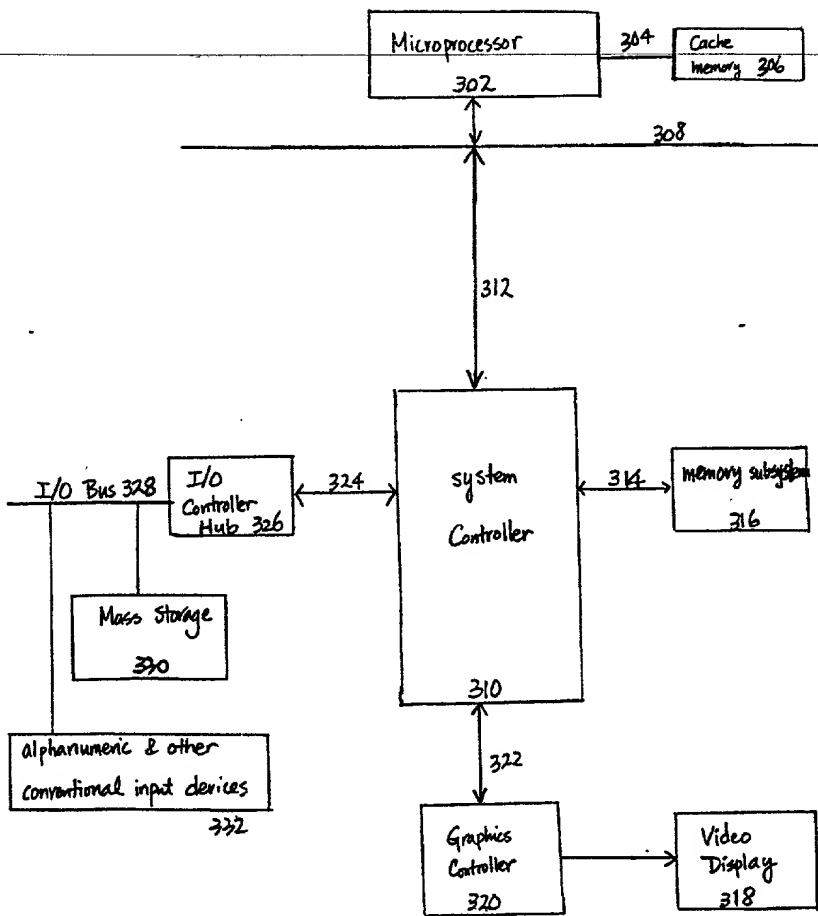 Microprocessor
302
304
Cache
memory 306
308
312
I/O Bus 328
I/O
Controller
Hub 326
324
system
Controller
310
314
memory subsystem
316
Mass Storage
330
alphanumeric & other
conventional input devices
332
322
Graphics
Controller
320
Video
Display
318